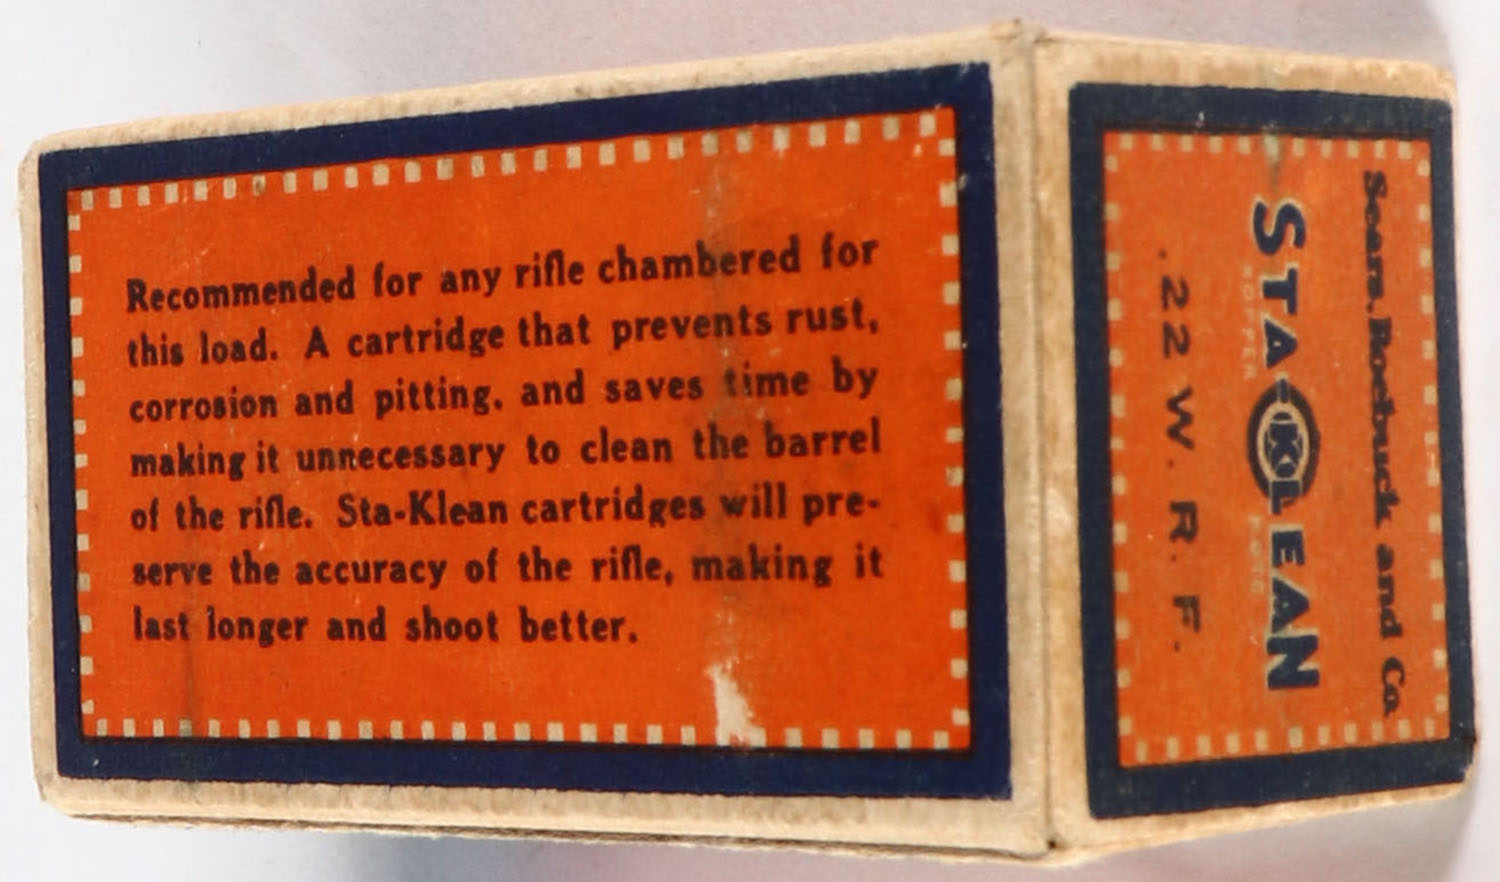 Recommended for any rifle chambered for
this load. A cartridge that prevents rust,
corrosion and pitting, and saves time by
making it unnecessary to clean the barrel
of the rifle. Sta-Klean cartridges will pre-
serve the accuracy of the rifle, making it
last longer and shoot better.
Sears, Roebuck and Co.
STA-KLEAN
.22 W. R. F.